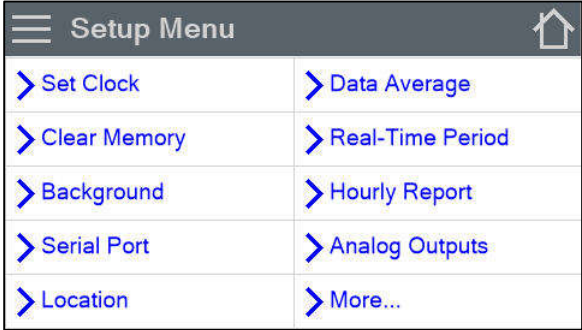 Setup Menu
Set Clock
Data Average
Clear Memory
Real-Time Period
Background
Hourly Report
Serial Port
Analog Outputs
Location
More...